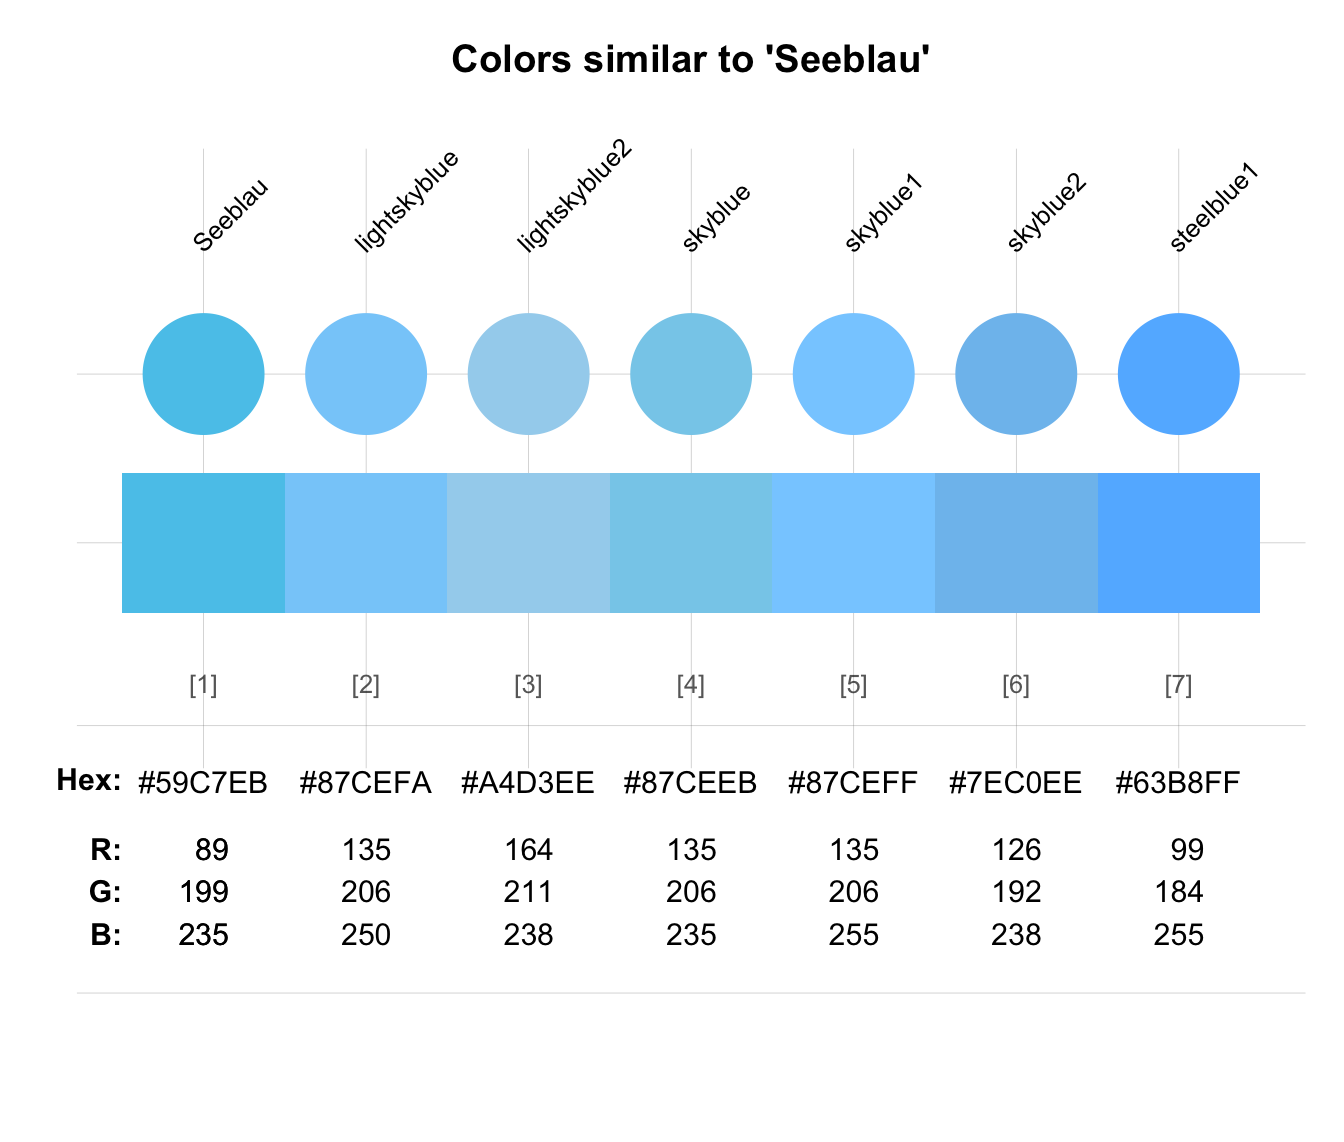 Colors similar to 'Seeblau'
Seeblau lightskyblue lightskyblue2 skyblue skyblue1 skyblue2 steelblue1
[1] [2] [3] [4] [5] [6] [7]
Hex: #59C7EB #87CEFA #A4D3EE #87CEEB #87CEFF #7EC0EE #63B8FF
R: 89 135 164 135 135 126 99
G: 199 206 211 206 206 192 184
B: 235 250 238 235 255 238 255